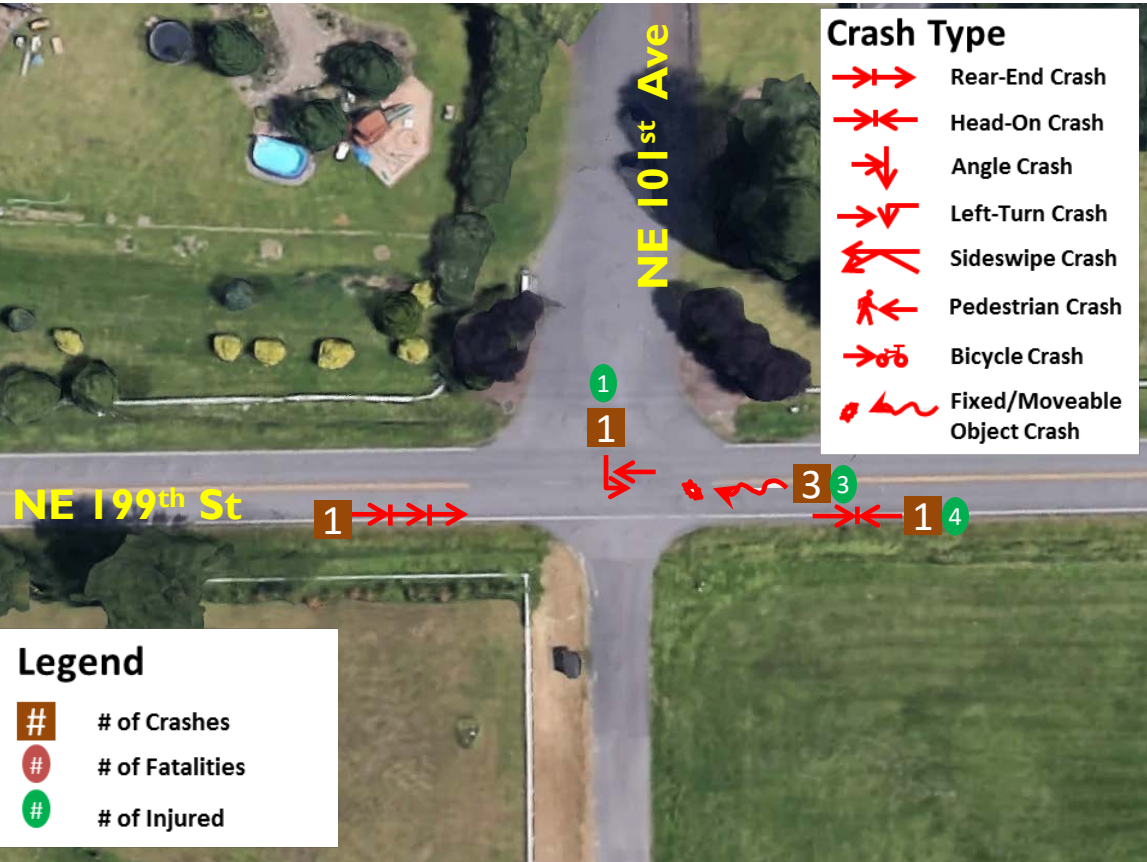 NE 101st Ave
Crash Type
Rear-End Crash
Head-On Crash
Angle Crash
Left-Turn Crash
Sideswipe Crash
Pedestrian Crash
Bicycle Crash
Fixed/Moveable
Object Crash
1
1
3 3
NE 199th St
1
1 4
Legend
# # of Crashes
# # of Fatalities
# # of Injured